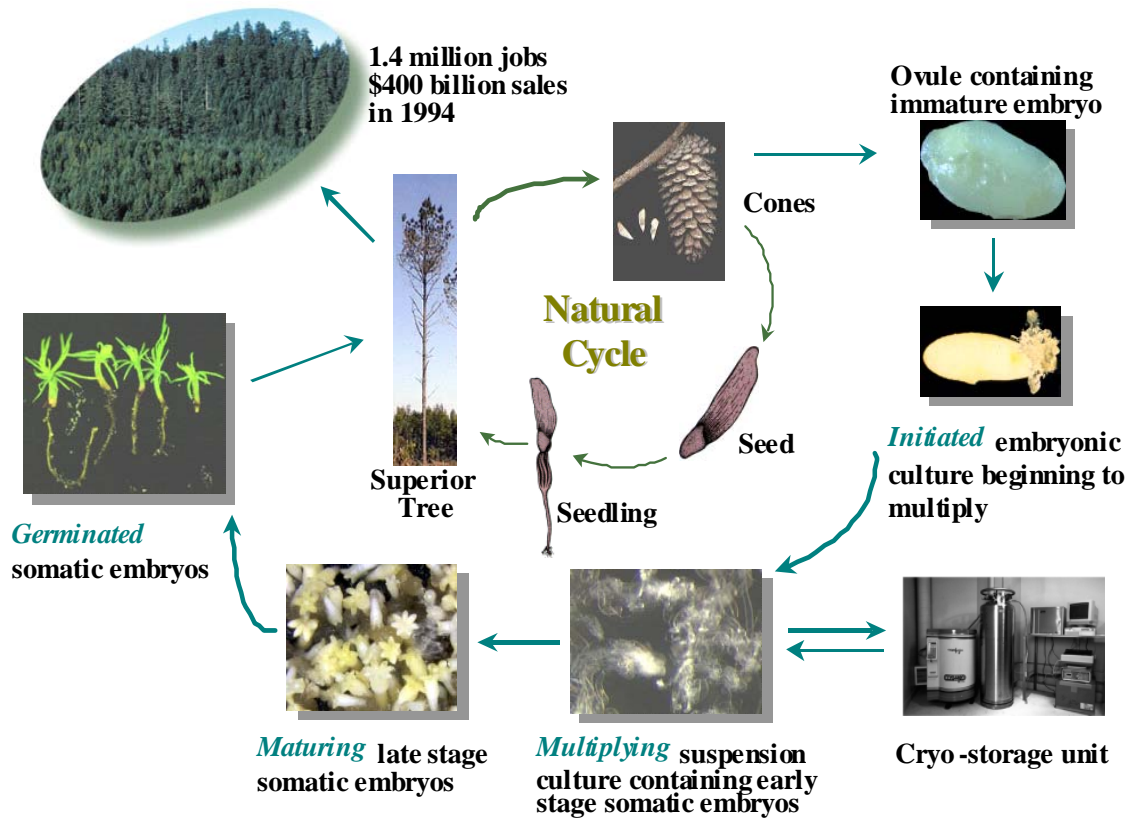 1.4 million jobs
$400 billion sales
in 1994
Ovule containing
immature embryo
Cones
Natural
Cycle
Seed
Seedling
Superior
Tree
Initiated embryonic
culture beginning to
multiply
Germinated
somatic embryos
Maturing late stage
somatic embryos
Multiplying suspension
culture containing early
stage somatic embryos
Cryo-storage unit